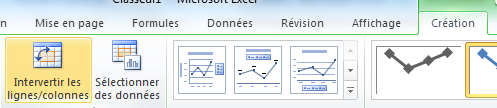 Classeur1 - Microsoft Excel
n Mise en page Formules Données Révision Affichage Création
Intervertir les lignes/colonnes
Sélectionner des données